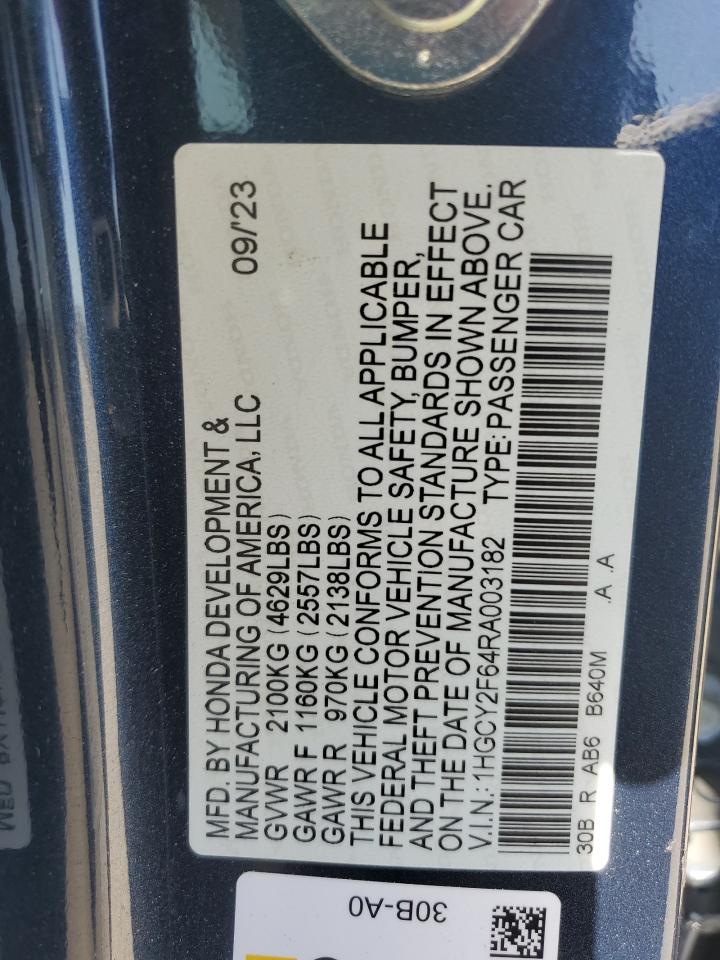 MFD. BY HONDA DEVELOPMENT & 09/'23
MANUFACTURING OF AMERICA, LLC
GVWR 2100KG (4629LBS)
GAWR F 1160KG (2557LBS)
GAWR R 970KG (2138LBS)
THIS VEHICLE CONFORMS TO ALL APPLICABLE
FEDERAL MOTOR VEHICLE SAFETY, BUMPER,
AND THEFT PREVENTION STANDARDS IN EFFECT
ON THE DATE OF MANUFACTURE SHOWN ABOVE.
V.I.N.: 1HGCY2F64RA003182 TYPE: PASSENGER CAR
30B R AB6 B640M .A .A
30B-A0